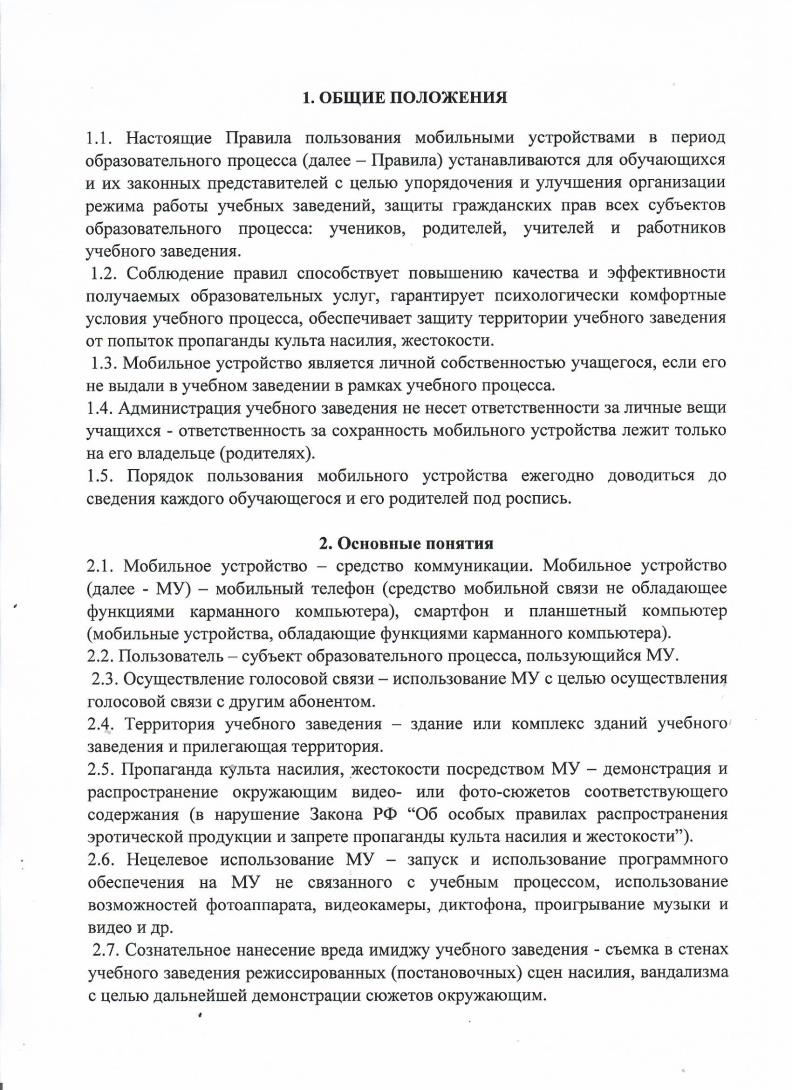 1. ОБЩИЕ ПОЛОЖЕНИЯ
1.1. Настоящие Правила пользования мобильными устройствами в период
образовательного процесса (далее – Правила) устанавливаются для обучающихся
и их законных представителей с целью упорядочения и улучшения организации
режима работы учебных заведений, защиты гражданских прав всех субъектов
образовательного процесса: учеников, родителей, учителей и работников
учебного заведения.
1.2. Соблюдение правил способствует повышению качества и эффективности
получаемых образовательных услуг, гарантирует психологически комфортные
условия учебного процесса, обеспечивает защиту территории учебного заведения
от попыток пропаганды культа насилия, жестокости.
1.3. Мобильное устройство является личной собственностью учащегося, если его
не выдали в учебном заведении в рамках учебного процесса.
1.4. Администрация учебного заведения не несет ответственности за личные вещи
учащихся - ответственность за сохранность мобильного устройства лежит только
на его владельце (родителях).
1.5. Порядок пользования мобильного устройства ежегодно доводиться до
сведения каждого обучающегося и его родителей под роспись.
2. Основные понятия
2.1. Мобильное устройство – средство коммуникации. Мобильное устройство
(далее - МУ) – мобильный телефон (средство мобильной связи не обладающее
функциями карманного компьютера), смартфон и планшетный компьютер
(мобильные устройства, обладающие функциями карманного компьютера).
2.2. Пользователь – субъект образовательного процесса, пользующийся МУ.
2.3. Осуществление голосовой связи – использование МУ с целью осуществления
голосовой связи с другим абонентом.
2.4. Территория учебного заведения – здание или комплекс зданий учебного
заведения и прилегающая территория.
2.5. Пропаганда культа насилия, жестокости посредством МУ – демонстрация и
распространение окружающим видео- или фото-сюжетов соответствующего
содержания (в нарушение Закона РФ “Об особых правилах распространения
эротической продукции и запрете пропаганды культа насилия и жестокости”).
2.6. Нецелевое использование МУ – запуск и использование программного
обеспечения на МУ не связанного с учебным процессом, использование
возможностей фотоаппарата, видеокамеры, диктофона, проигрывание музыки и
видео и др.
2.7. Сознательное нанесение вреда имиджу учебного заведения - съемка в стенах
учебного заведения режиссированных (постановочных) сцен насилия, вандализма
с целью дальнейшей демонстрации сюжетов окружающим.